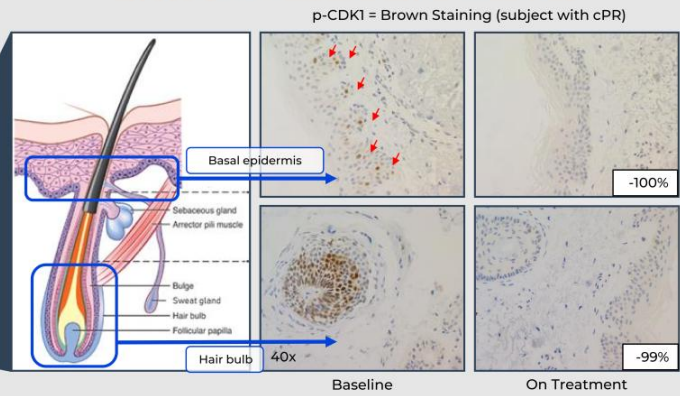 p-CDK1 = Brown Staining (subject with cPR)
Basal epidermis
Sebaceous gland
Arrector pili muscle
Bulge
Sweat gland
Hair bulb
Follicular papilla
Hair bulb
40x
-100%
-99%
Baseline
On Treatment